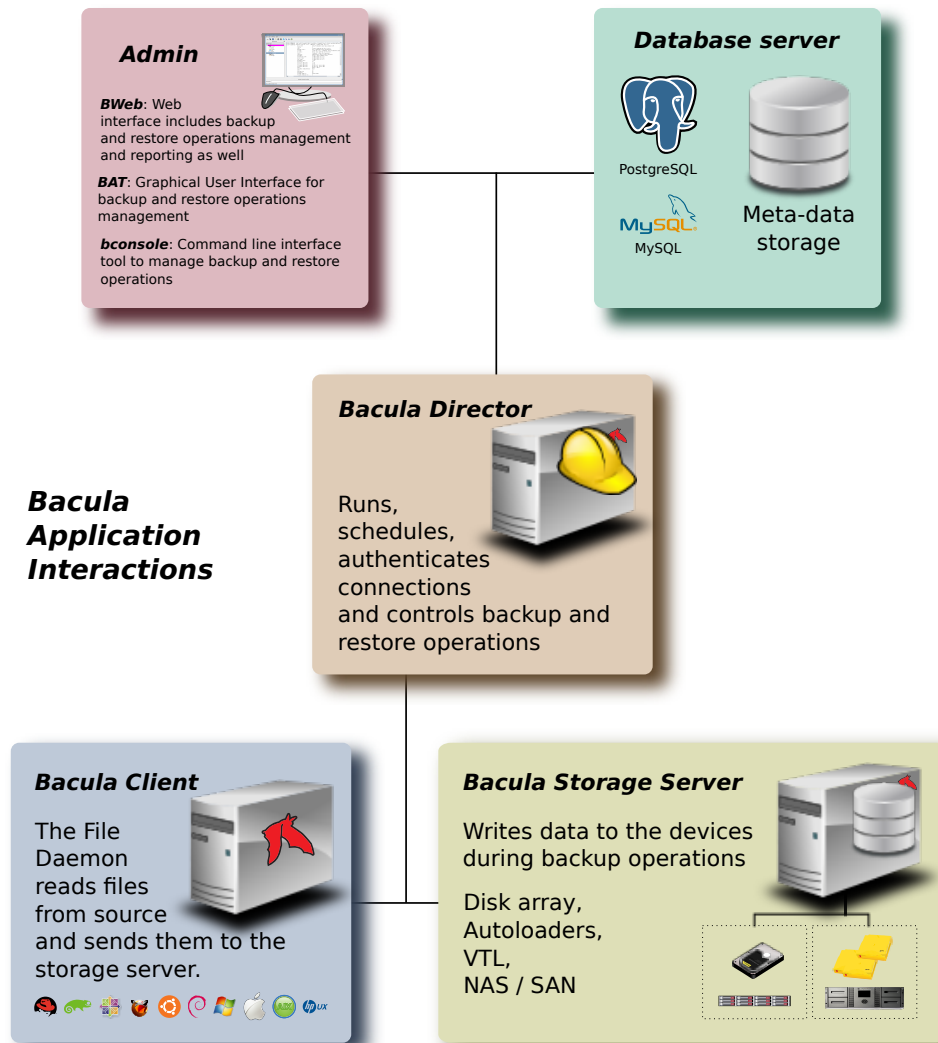 Admin
BWeb: Web
interface includes backup
and restore operations management
and reporting as well
BAT: Graphical User Interface for
backup and restore operations
management
bconsole: Command line interface
tool to manage backup and restore
operations
Database server
PostgreSQL
MySQL
MySQL
Meta-data
storage
Bacula
Application
Interactions
Bacula Director
Runs,
schedules,
authenticates
connections
and controls backup and
restore operations
Bacula Client
The File
Daemon
reads files
from source
and sends them to the
storage server.
hp UX
Bacula Storage Server
Writes data to the devices
during backup operations
Disk array,
Autoloaders,
VTL,
NAS / SAN